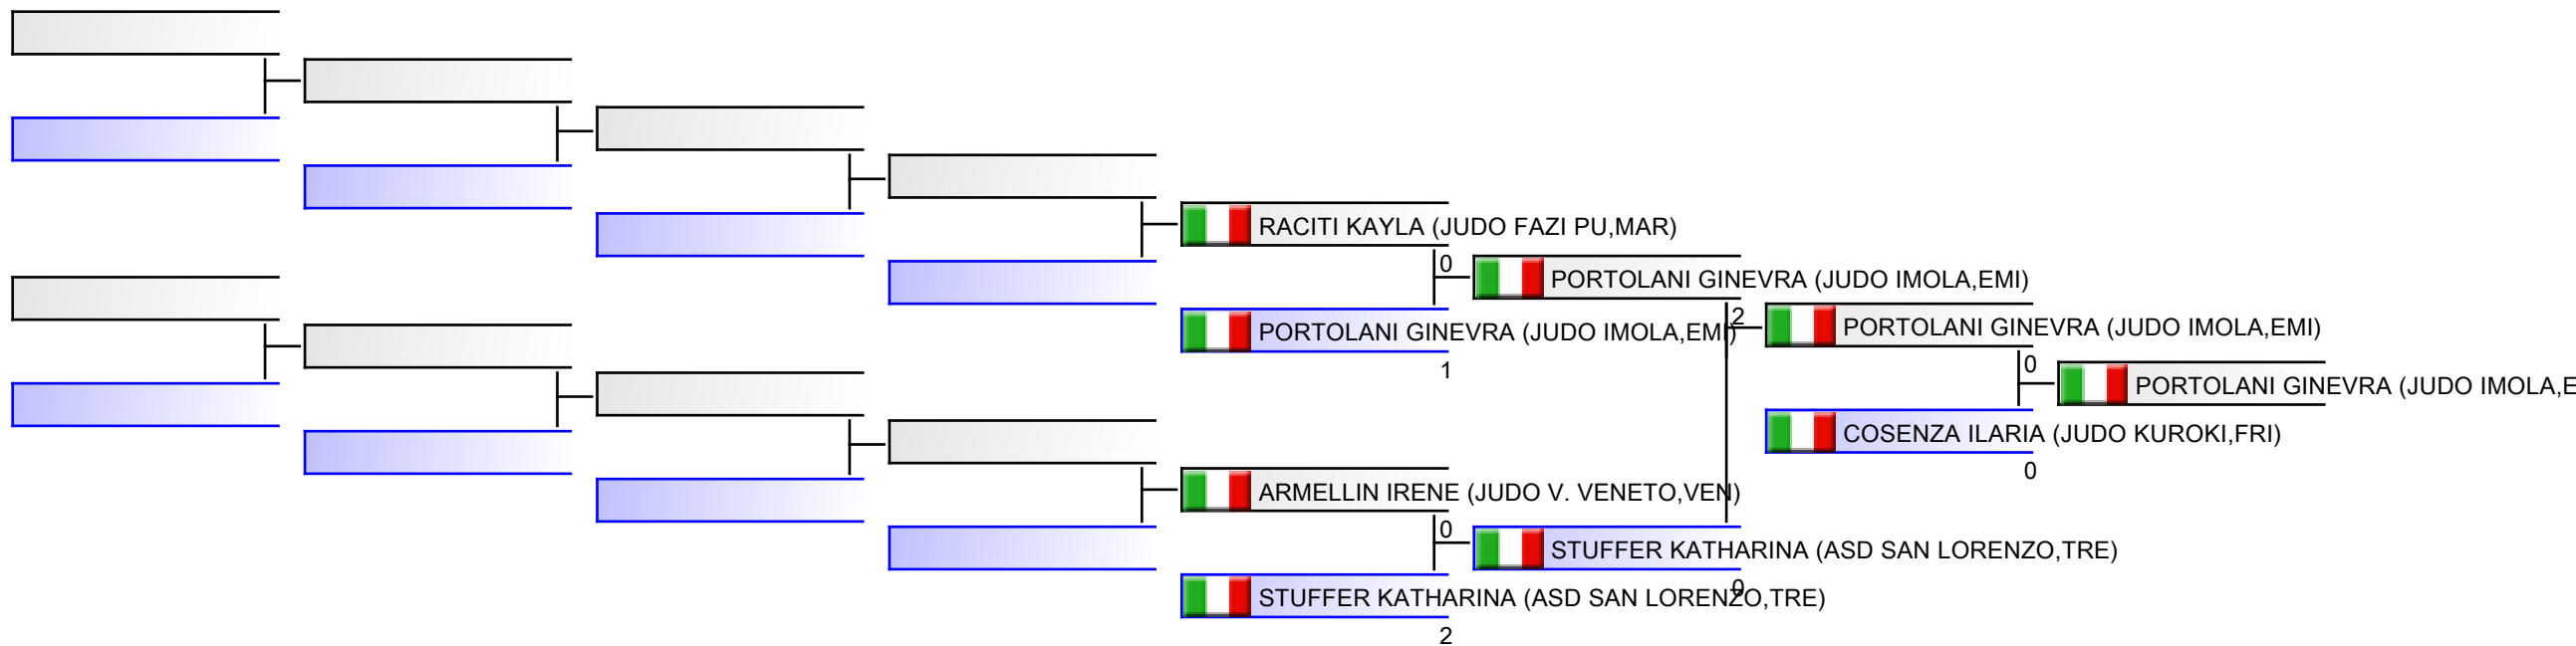 RACITI KAYLA (JUDO FAZI PU,MAR)
0
PORTOLANI GINEVRA (JUDO IMOLA,EMI)
2
PORTOLANI GINEVRA (JUDO IMOLA,EMI)
PORTOLANI GINEVRA (JUDO IMOLA,EMI)
1
0
PORTOLANI GINEVRA (JUDO IMOLA,E
COSENZA ILARIA (JUDO KUROKI,FRI)
0
ARMELLIN IRENE (JUDO V. VENETO,VEN)
0
STUFFER KATHARINA (ASD SAN LORENZO,TRE)
0
STUFFER KATHARINA (ASD SAN LORENZO,TRE)
2